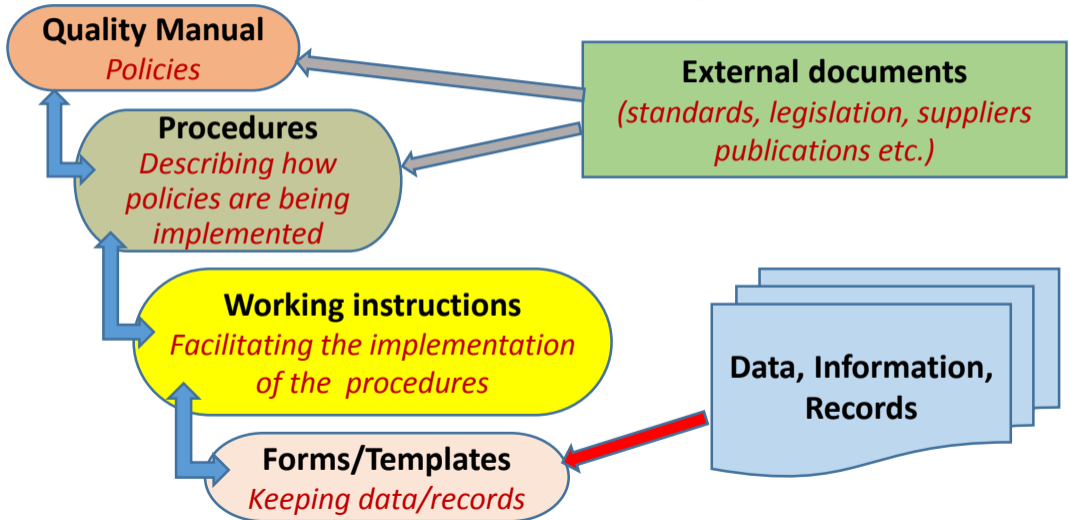 Quality Manual
Policies
External documents
(standards, legislation, suppliers
publications etc.)
Procedures
Describing how
policies are being
implemented
Working instructions
Facilitating the implementation
of the procedures
Data, Information,
Records
Forms/Templates
Keeping data/records